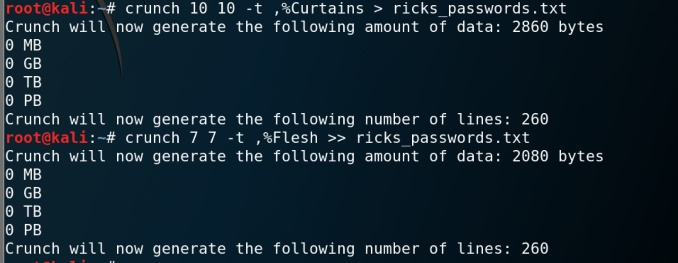 root@kali:~# crunch 10 10 -t ,%Curtains > ricks_passwords.txt
Crunch will now generate the following amount of data: 2860 bytes
0 MB
0 GB
0 TB
0 PB
Crunch will now generate the following number of lines: 260
root@kali:~# crunch 7 7 -t ,%Flesh >> ricks_passwords.txt
Crunch will now generate the following amount of data: 2080 bytes
0 MB
0 GB
0 TB
0 PB
Crunch will now generate the following number of lines: 260